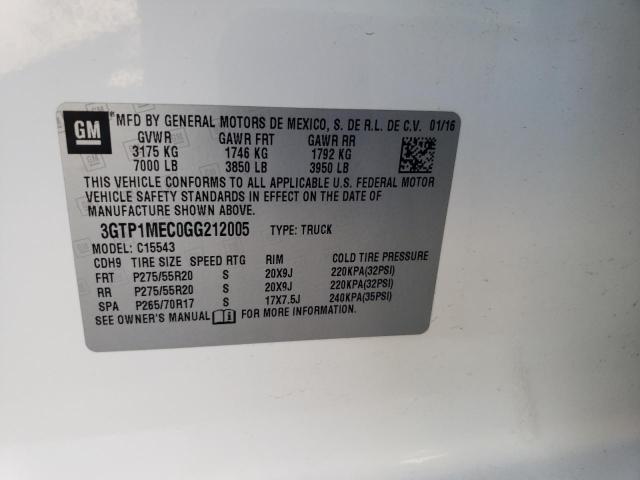 GM
MFD BY GENERAL MOTORS DE MEXICO, S. DE R.L. DE C.V. 01/16
GVWR GAWR FRT GAWR RR
3175 KG 1746 KG 1792 KG
7000 LB 3850 LB 3950 LB
THIS VEHICLE CONFORMS TO ALL APPLICABLE U.S. FEDERAL MOTOR
VEHICLE SAFETY STANDARDS IN EFFECT ON THE DATE OF
MANUFACTURE SHOWN ABOVE.
3GTP1MEC0GG212005 TYPE: TRUCK
MODEL: C15543
CDH9 TIRE SIZE SPEED RTG RIM COLD TIRE PRESSURE
FRT P275/55R20 S 20X9J 220KPA(32PSI)
RR P275/55R20 S 20X9J 220KPA(32PSI)
SPA P265/70R17 S 17X7.5J 240KPA(35PSI)
SEE OWNER'S MANUAL FOR MORE INFORMATION.